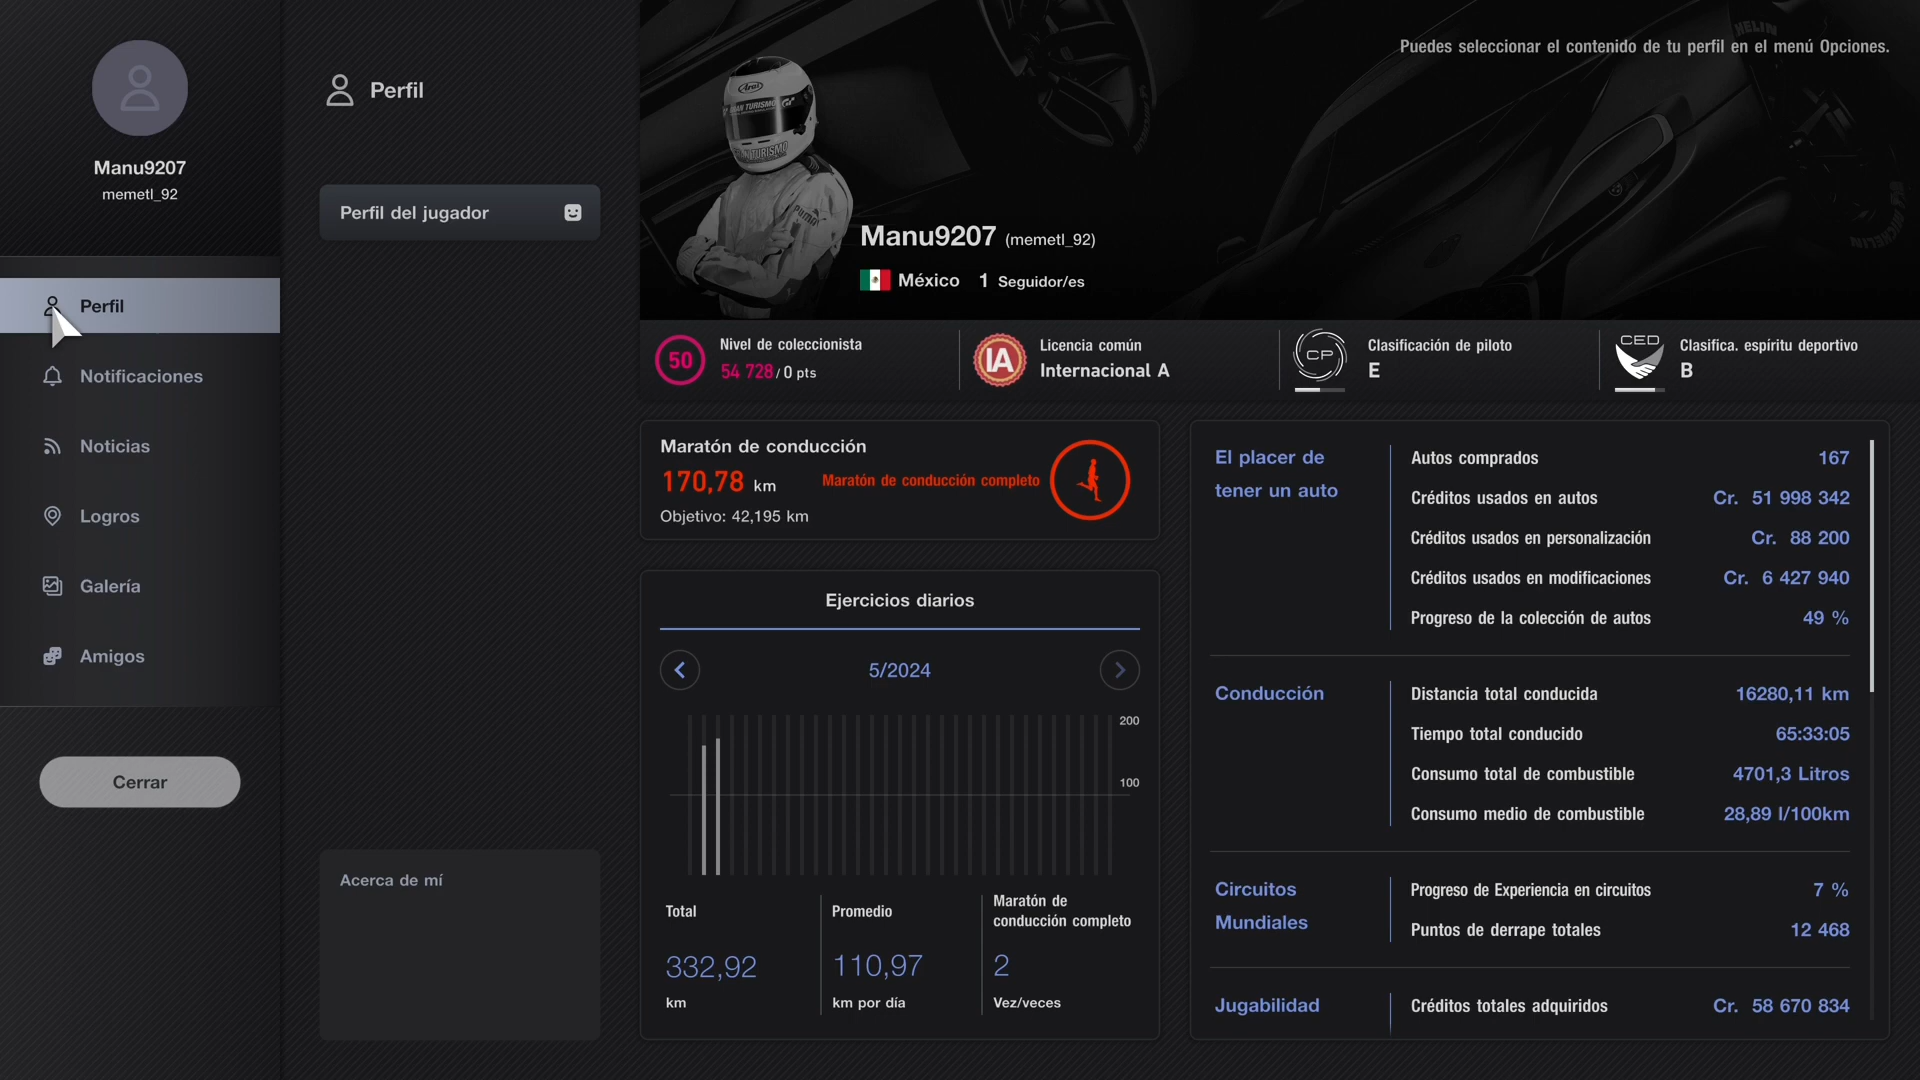 Manu9207
memetl_92
Perfil
Notificaciones
Noticias
Logros
Galería
Amigos
Cerrar
Perfil
Perfil del jugador
Acerca de mí
Puedes seleccionar el contenido de tu perfil en el menú Opciones.
Arai
GRAN TURISMO
GRAN TURISMO
PUMA
Manu9207 (memetl_92)
México 1 Seguidor/es
50
Nivel de coleccionista
54 728 / 0 pts
IA
Licencia común
Internacional A
CP
Clasificación de piloto
E
CED
Clasifica. espíritu deportivo
B
Maratón de conducción
170,78 km
Maratón de conducción completo
Objetivo: 42,195 km
Ejercicios diarios
5/2024
200
100
Total
332,92
km
Promedio
110,97
km por día
Maratón de
conducción completo
2
Vez/veces
El placer de
tener un auto
Autos comprados 167
Créditos usados en autos Cr. 51 998 342
Créditos usados en personalización Cr. 88 200
Créditos usados en modificaciones Cr. 6 427 940
Progreso de la colección de autos 49 %
Conducción
Distancia total conducida 16280,11 km
Tiempo total conducido 65:33:05
Consumo total de combustible 4701,3 Litros
Consumo medio de combustible 28,89 l/100km
Circuitos
Mundiales
Progreso de Experiencia en circuitos 7 %
Puntos de derrape totales 12 468
Jugabilidad
Créditos totales adquiridos Cr. 58 670 834